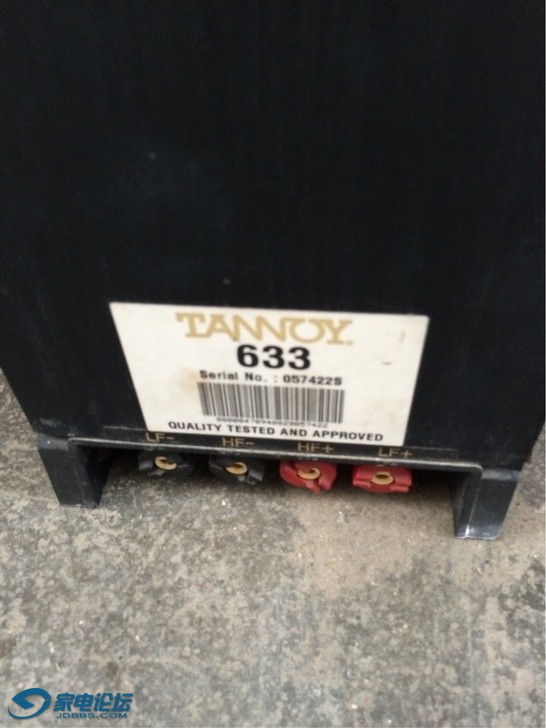 TANNOY
633
Serial No. : 057422S
QUALITY TESTED AND APPROVED
LF- HF- HF+ LF+
家电论坛
JDBBS.COM